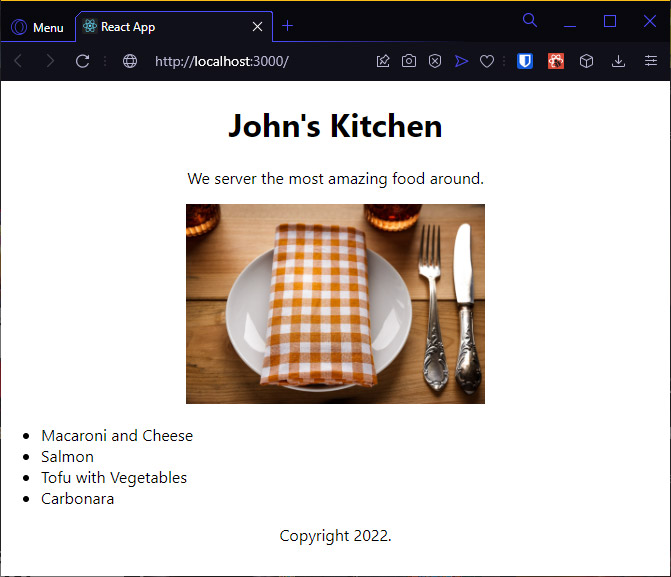 Menu
React App
http://localhost:3000/
John's Kitchen
We server the most amazing food around.
Macaroni and Cheese
Salmon
Tofu with Vegetables
Carbonara
Copyright 2022.